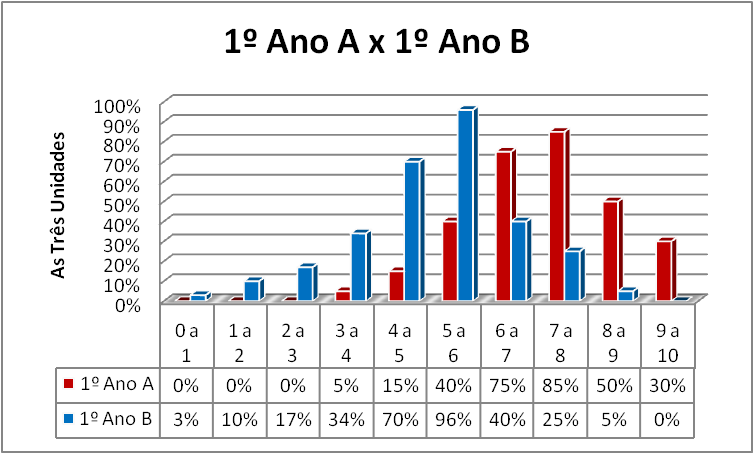 1º Ano A x 1º Ano B
As Três Unidades
100%
90%
80%
70%
60%
50%
40%
30%
20%
10%
0%
0 a 1 a 2 a 3 a 4 a 5 a 6 a 7 a 8 a 9 a
1 2 3 4 5 6 7 8 9 10
1º Ano A 0% 0% 0% 5% 15% 40% 75% 85% 50% 30%
1º Ano B 3% 10% 17% 34% 70% 96% 40% 25% 5% 0%